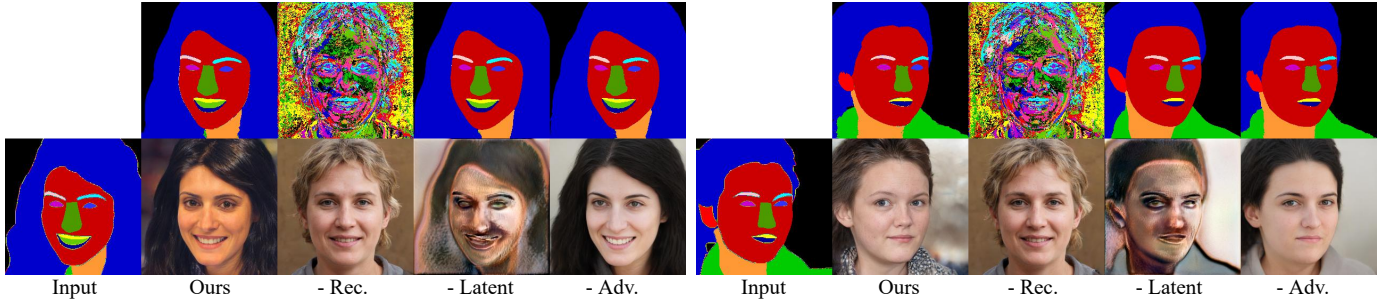 Input Ours - Rec. - Latent - Adv. Input Ours - Rec. - Latent - Adv.